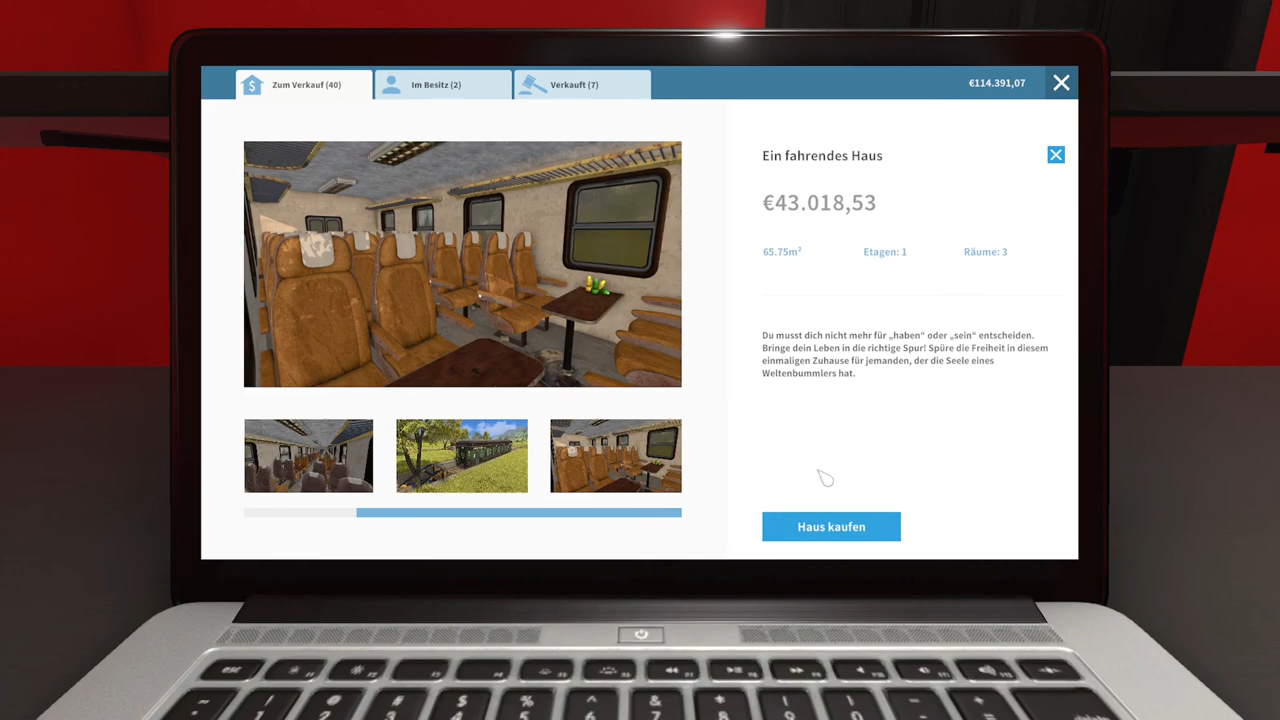 Zum Verkauf (40)
Im Besitz (2)
Verkauft (7)
€114.391,07
Ein fahrendes Haus
€43.018,53
65.75m²
Etagen: 1
Räume: 3
Du musst dich nicht mehr für „haben“ oder „sein“ entscheiden.
Bringe dein Leben in die richtige Spur! Spüre die Freiheit in diesem
einmaligen Zuhause für jemanden, der die Seele eines
Weltenbummlers hat.
Haus kaufen
esc